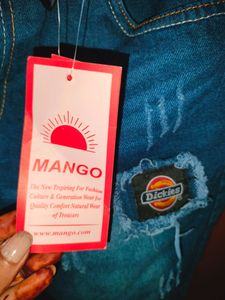 MANGO
The New Trspiring For Fashion
Culture & Generation Wear For
Quality Comfort Natural Wear
of Trousers
www.mango.com
Dickies